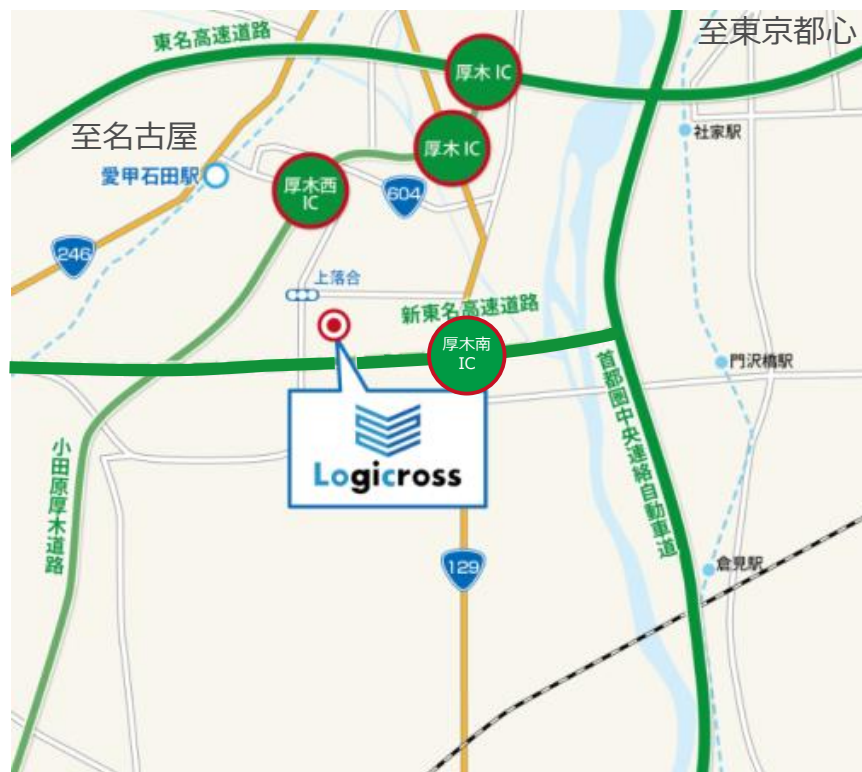 至東京都心
東名高速道路
厚木 IC
社家駅
至名古屋
厚木 IC
愛甲石田駅
厚木西
IC
604
246
上落合
新東名高速道路
厚木南
IC
門沢橋駅
首都圏中央連絡自動車道
Logicross
小田原厚木道路
129
倉見駅